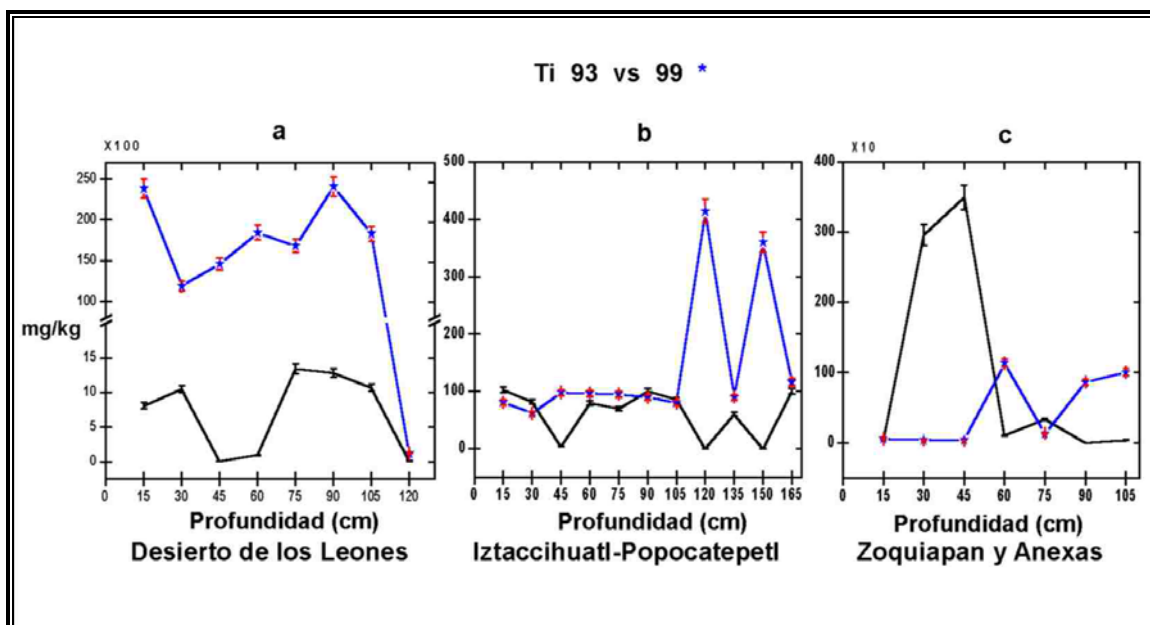 Ti 93 vs 99 *
a
b
c
X100
X10
250
200
150
100
15
10
5
0
mg/kg
0 15 30 45 60 75 90 105 120
Profundidad (cm)
Desierto de los Leones
500
400
300
200
100
0
0 15 30 45 60 75 90 105 120 135 150 165
Profundidad (cm)
Iztaccihuatl-Popocatepetl
400
300
200
100
0
0 15 30 45 60 75 90 105
Profundidad (cm)
Zoquiapan y Anexas